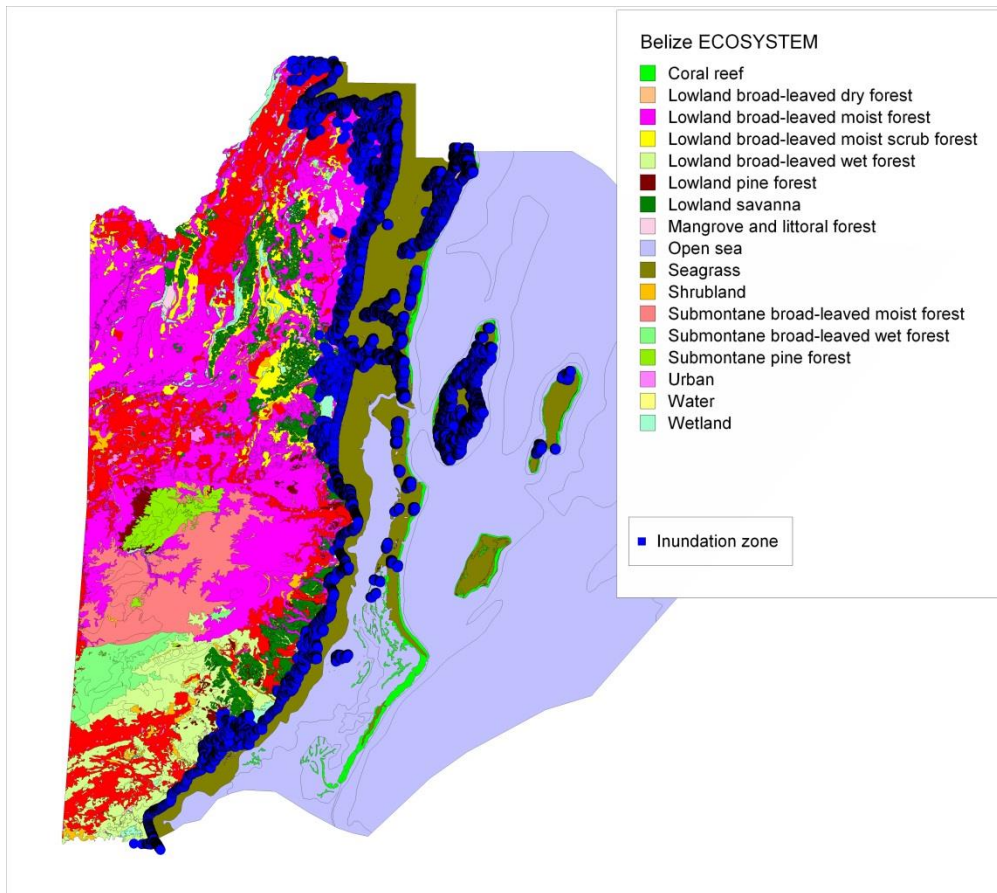 Belize ECOSYSTEM
Coral reef
Lowland broad-leaved dry forest
Lowland broad-leaved moist forest
Lowland broad-leaved moist scrub forest
Lowland broad-leaved wet forest
Lowland pine forest
Lowland savanna
Mangrove and littoral forest
Open sea
Seagrass
Shrubland
Submontane broad-leaved moist forest
Submontane broad-leaved wet forest
Submontane pine forest
Urban
Water
Wetland
Inundation zone